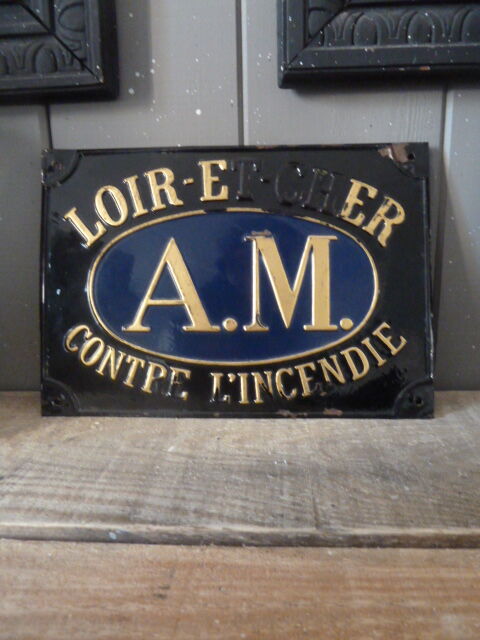 LOIR-ET-CHER
A.M.
CONTRE L'INCENDIE